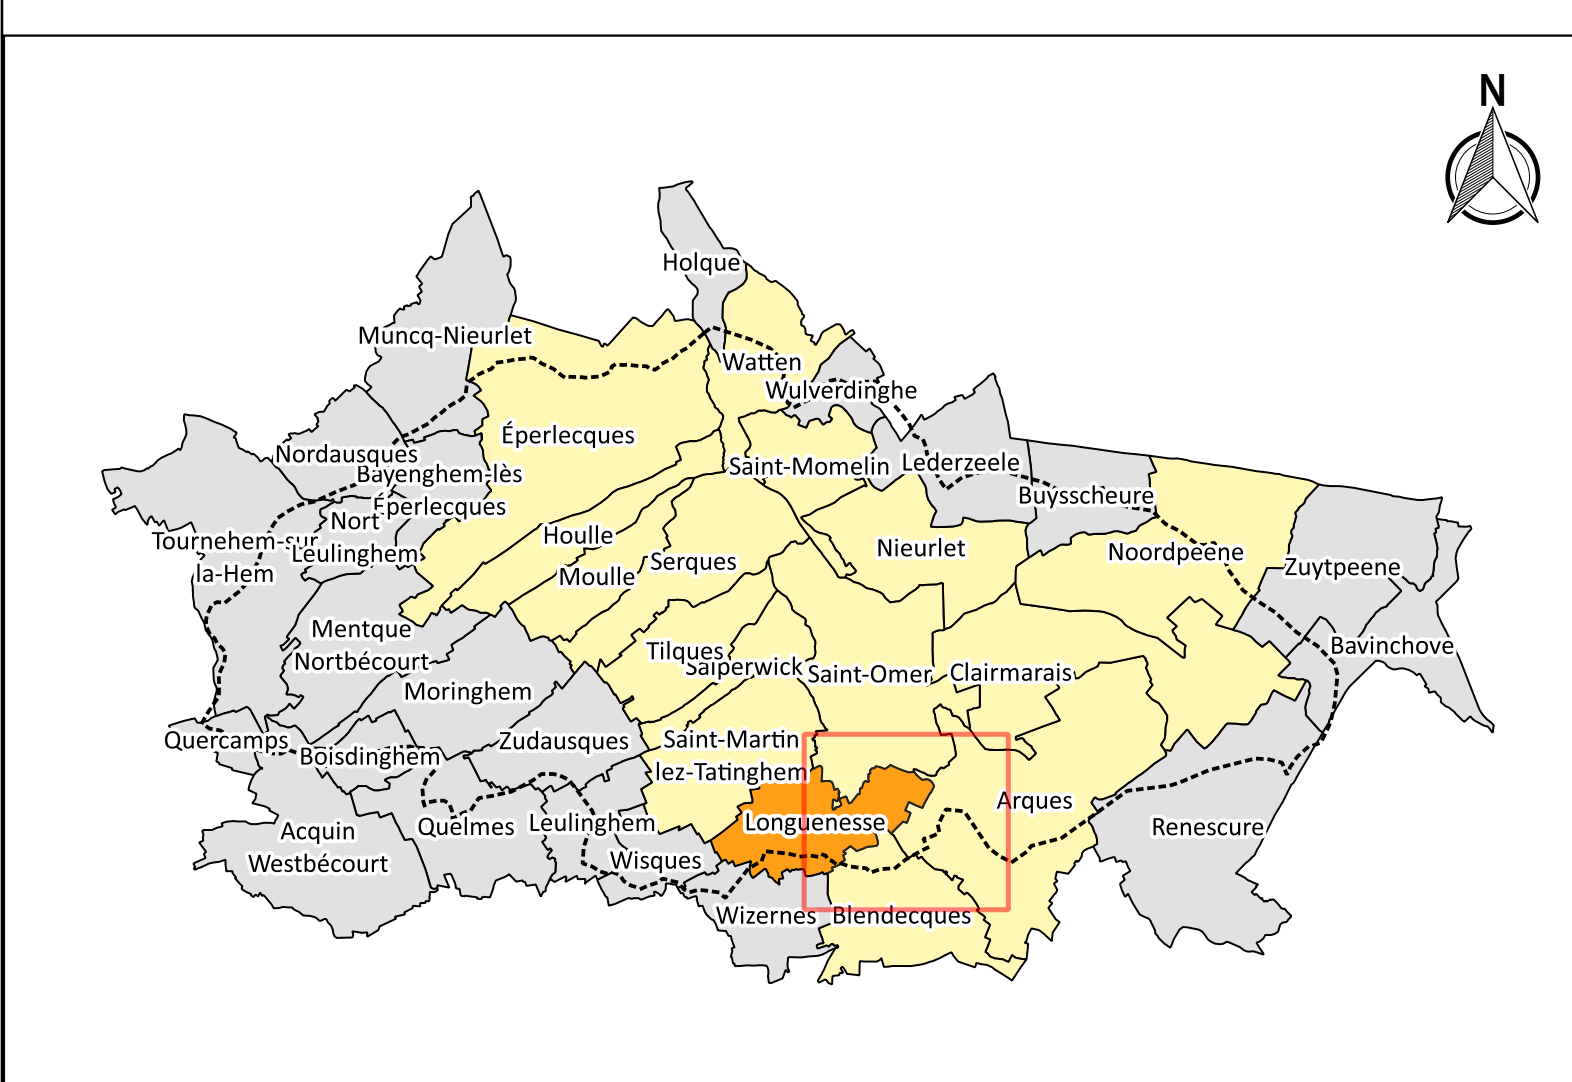 N
Holque
Muncq-Nieurlet
Watten
Wulverdinghe
Éperlecques
Nordausques
Bayenghem-lès
Éperlecques
Saint-Momelin
Lederzeele
Buysscheure
Nort
Leulinghem
Tournehem-sur
la-Hem
Houlle
Moulle
Serques
Nieurlet
Noordpeene
Zuytpeene
Mentque
Nortbécourt
Tilques
Salperwick
Saint-Omer
Clairmarais
Bavinchove
Moringhem
Quercamps
Boisdinghem
Zudausques
Saint-Martin
lez-Tatinghem
Arques
Acquin
Westbécourt
Quelmes
Leulinghem
Longuenesse
Renescure
Wisques
Wizernes
Blendecques